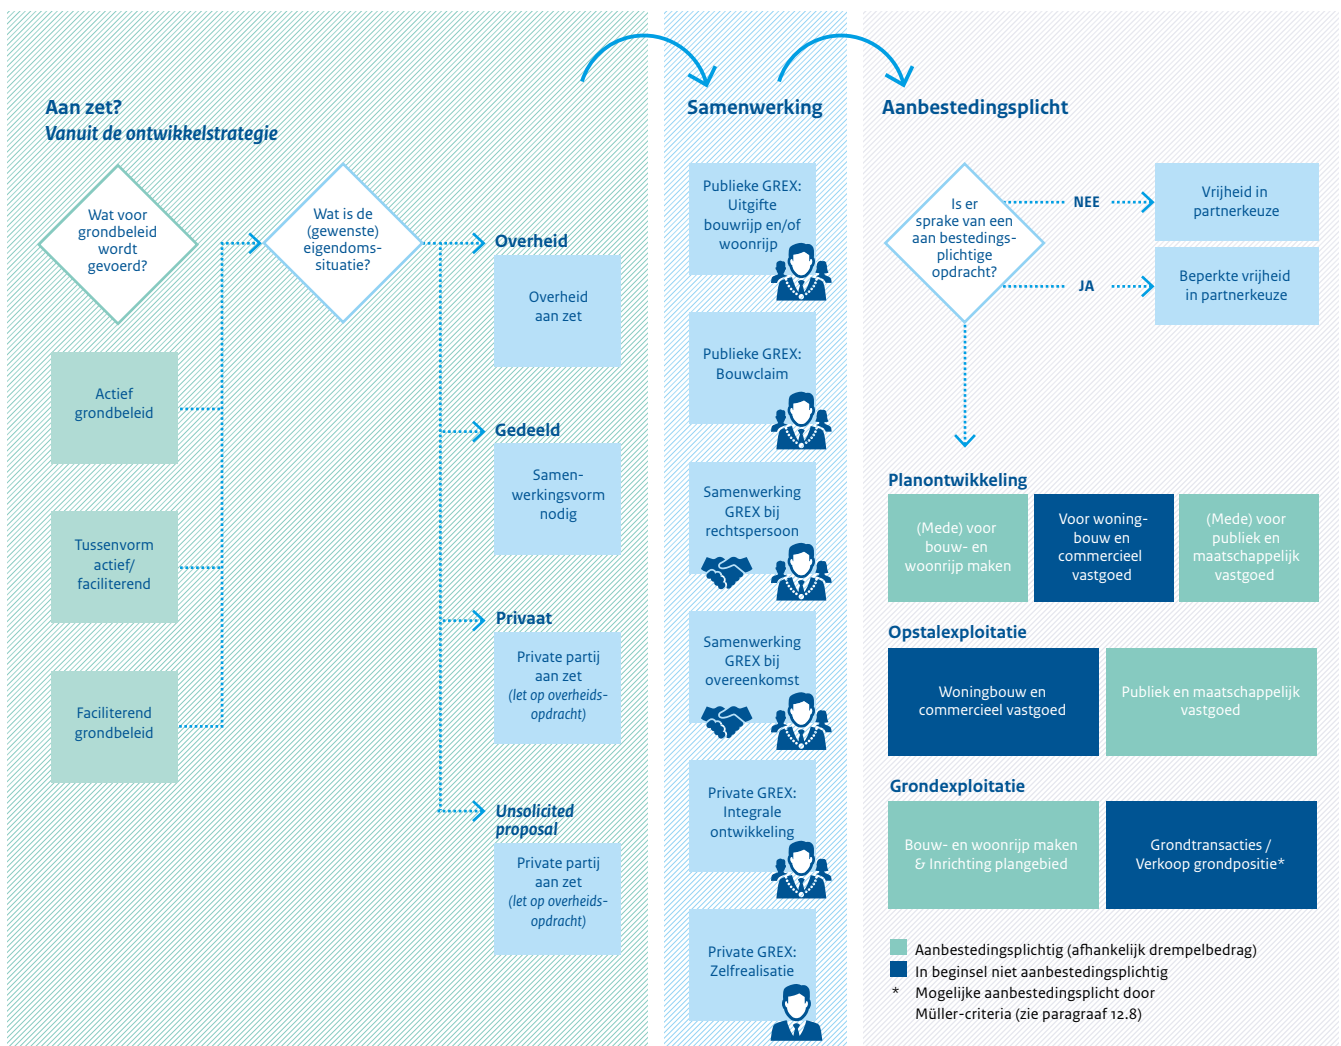 Aan zet?
Vanuit de ontwikkelstrategie
Wat voor
grondbeleid
wordt
gevoerd?
Actief
grondbeleid
Tussenvorm
actief/
faciliterend
Faciliterend
grondbeleid
Wat is de
(gewenste)
eigendoms-
situatie?
Overheid
Overheid
aan zet
Gedeeld
Samen-
werkingsvorm
nodig
Privaat
Private partij
aan zet
(let op overheids-
opdracht)
Unsolicited
proposal
Private partij
aan zet
(let op overheids-
opdracht)
Samenwerking
Publieke GREX:
Uitgifte
bouwrijp en/of
woonrijp
Publieke GREX:
Bouwclaim
Samenwerking
GREX bij
rechtspersoon
Samenwerking
GREX bij
overeenkomst
Private GREX:
Integrale
ontwikkeling
Private GREX:
Zelfrealisatie
Aanbestedingsplicht
Is er
sprake van een
aan bestedings-
plichtige
opdracht?
NEE
Vrijheid in
partnerkeuze
JA
Beperkte vrijheid
in partnerkeuze
Planontwikkeling
(Mede) voor
bouw- en
woonrijp maken
Voor woning-
bouw en
commercieel
vastgoed
(Mede) voor
publiek en
maatschappelijk
vastgoed
Opstalexploitatie
Woningbouw en
commercieel vastgoed
Publiek en maatschappelijk
vastgoed
Grondexploitatie
Bouw- en woonrijp maken
& Inrichting plangebied
Grondtransacties /
Verkoop grondpositie*
Aanbestedingsplichtig (afhankelijk drempelbedrag)
In beginsel niet aanbestedingsplichtig
* Mogelijke aanbestedingsplicht door
Müller-criteria (zie paragraaf 12.8)